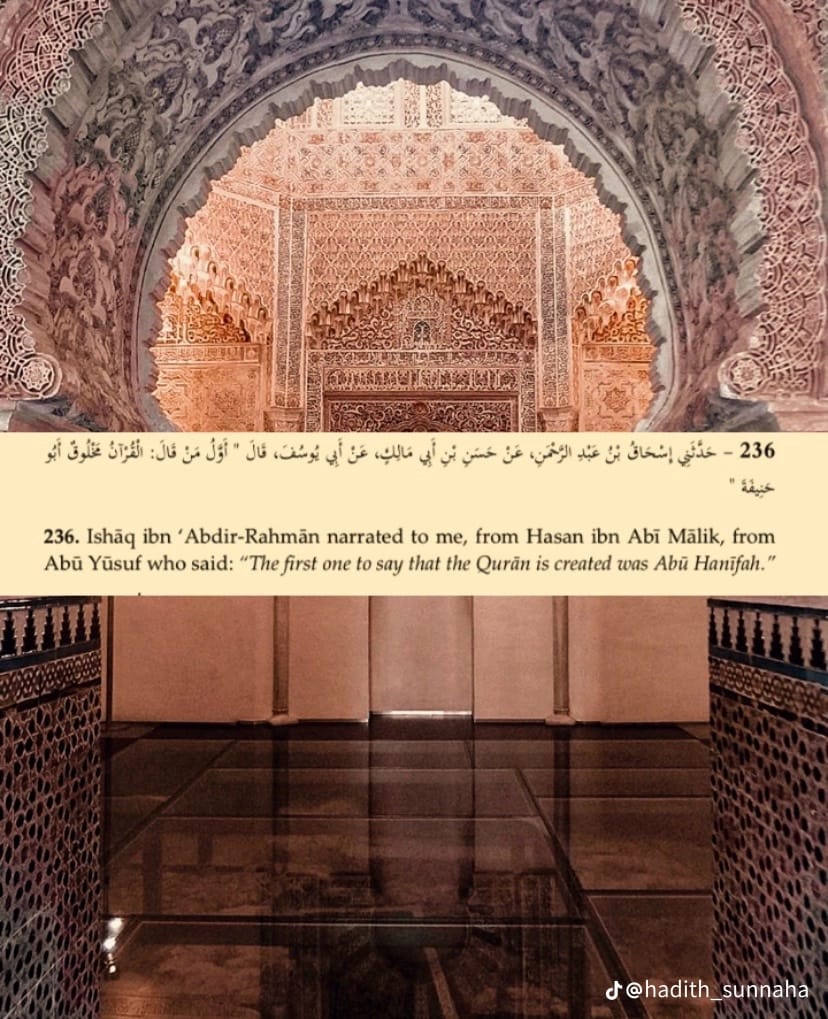 236 – حَدَّثَنِي إِسْحَاقُ بْنُ عَبْدِ الرَّحْمَنِ، عَنْ حَسَنِ بْنِ أَبِي مَالِكٍ، عَنْ أَبِي يُوسُفَ، قَالَ " أَوَّلُ مَنْ قَالَ: الْقُرْآنُ مَخْلُوقٌ أَبُو
حَنِيفَةَ "
236. Ishāq ibn ‘Abdir-Rahmān narrated to me, from Hasan ibn Abī Mālik, from
Abū Yūsuf who said: “The first one to say that the Qurān is created was Abū Hanīfah.”
@hadith_sunnaha